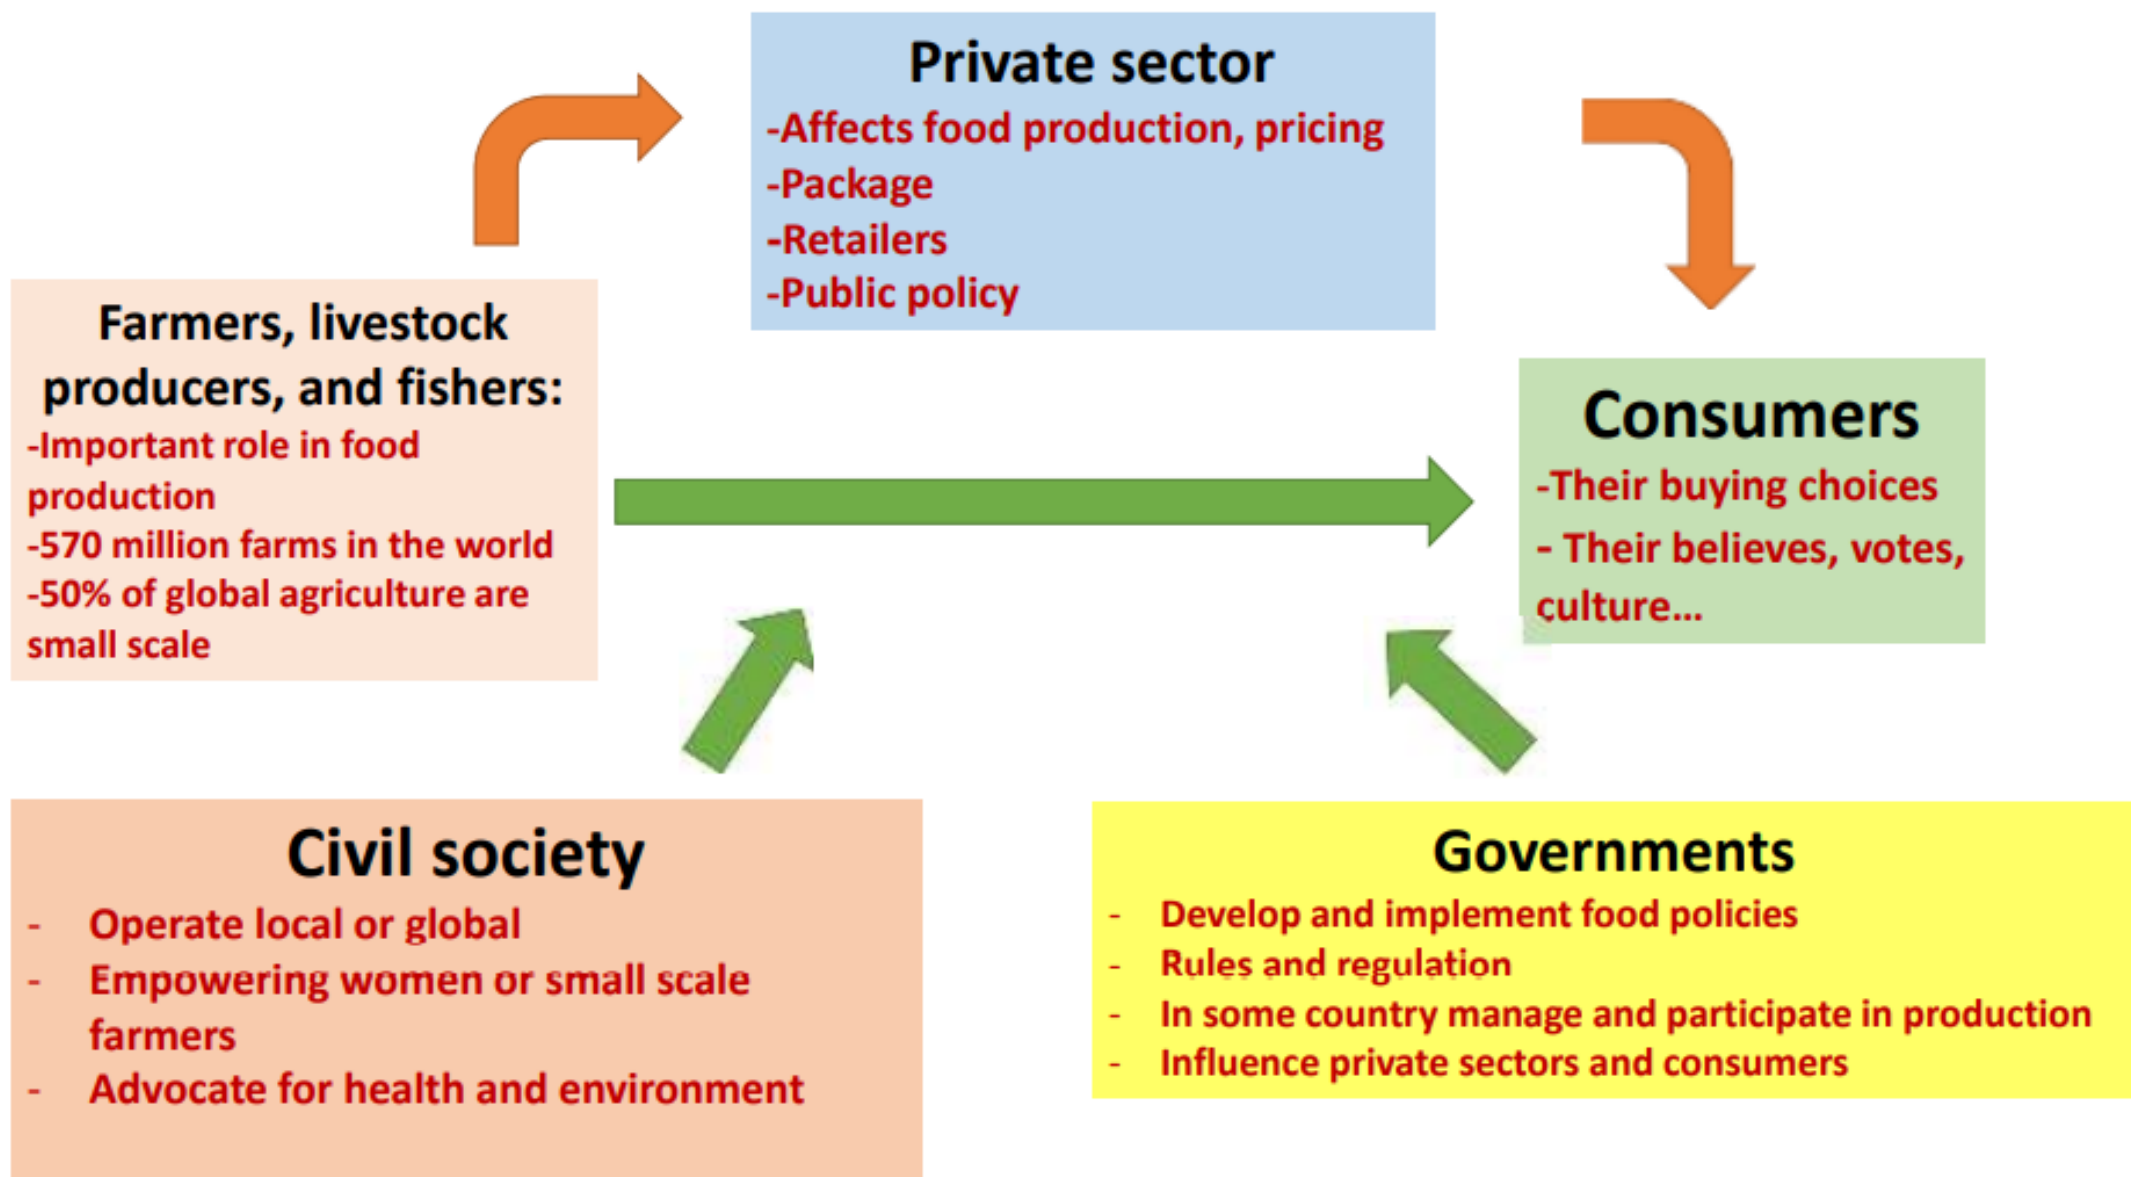 Private sector
-Affects food production, pricing
-Package
-Retailers
-Public policy
Farmers, livestock
producers, and fishers:
-Important role in food
production
-570 million farms in the world
-50% of global agriculture are
small scale
Consumers
-Their buying choices
- Their believes, votes,
culture...
Civil society
- Operate local or global
- Empowering women or small scale
farmers
- Advocate for health and environment
Governments
- Develop and implement food policies
- Rules and regulation
- In some country manage and participate in production
- Influence private sectors and consumers